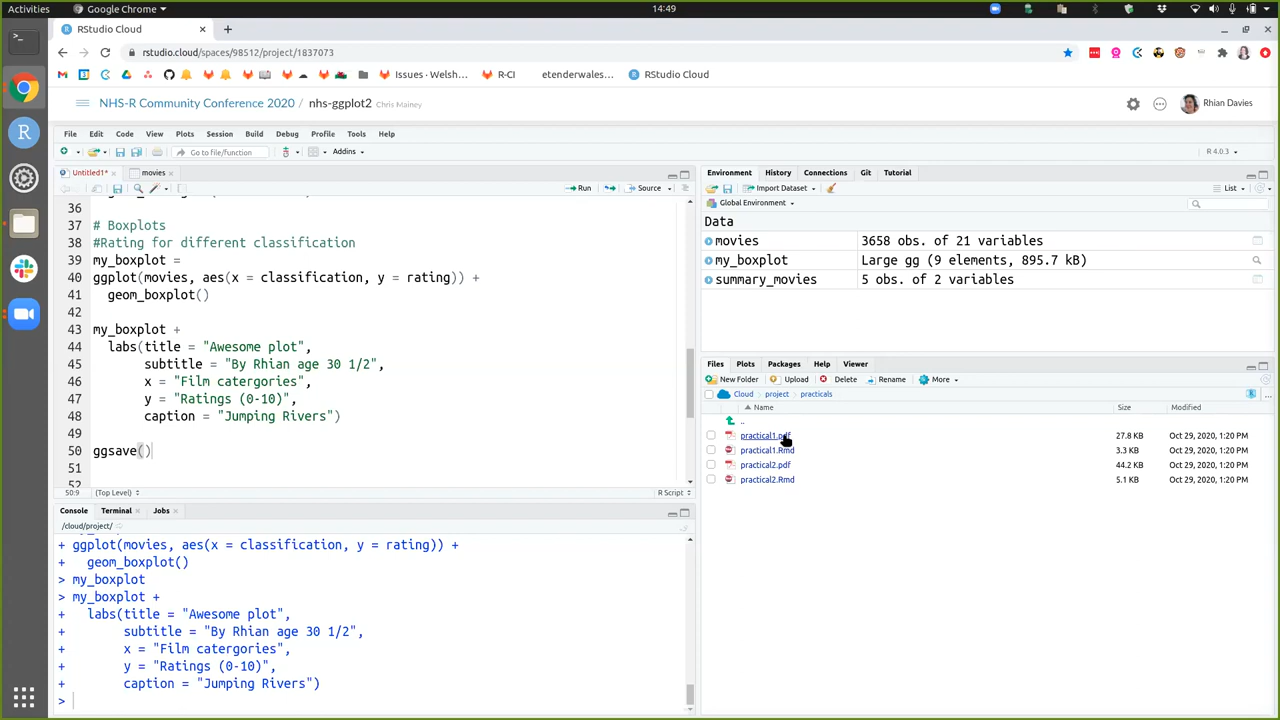 Activities Google Chrome 14:49
RStudio Cloud
rstudio.cloud/spaces/98512/project/1837073
Issues · Welsh... R-CI etenderwales... RStudio Cloud
NHS-R Community Conference 2020 / nhs-ggplot2 Chris Mainey Rhian Davies
File Edit Code View Plots Session Build Debug Profile Tools Help
Go to file/function Addins R 4.0.3
Untitled1* movies
Run Source
36
37 # Boxplots
38 #Rating for different classification
39 my_boxplot =
40 ggplot(movies, aes(x = classification, y = rating)) +
41 geom_boxplot()
42
43 my_boxplot +
44 labs(title = "Awesome plot",
45 subtitle = "By Rhian age 30 1/2",
46 x = "Film catergories",
47 y = "Ratings (0-10)",
48 caption = "Jumping Rivers")
49
50 ggsave()
51
52
50:9 (Top Level) R Script
Console Terminal Jobs
/cloud/project/
+ ggplot(movies, aes(x = classification, y = rating)) +
+ geom_boxplot()
> my_boxplot
> my_boxplot +
+ labs(title = "Awesome plot",
+ subtitle = "By Rhian age 30 1/2",
+ x = "Film catergories",
+ y = "Ratings (0-10)",
+ caption = "Jumping Rivers")
>
Environment History Connections Git Tutorial
Import Dataset List
Global Environment
Data
movies 3658 obs. of 21 variables
my_boxplot Large gg (9 elements, 895.7 kB)
summary_movies 5 obs. of 2 variables
Files Plots Packages Help Viewer
New Folder Upload Delete Rename More
Cloud project practicals
Name Size Modified
..
practical1.pdf 27.8 KB Oct 29, 2020, 1:20 PM
practical1.Rmd 3.3 KB Oct 29, 2020, 1:20 PM
practical2.pdf 44.2 KB Oct 29, 2020, 1:20 PM
practical2.Rmd 5.1 KB Oct 29, 2020, 1:20 PM